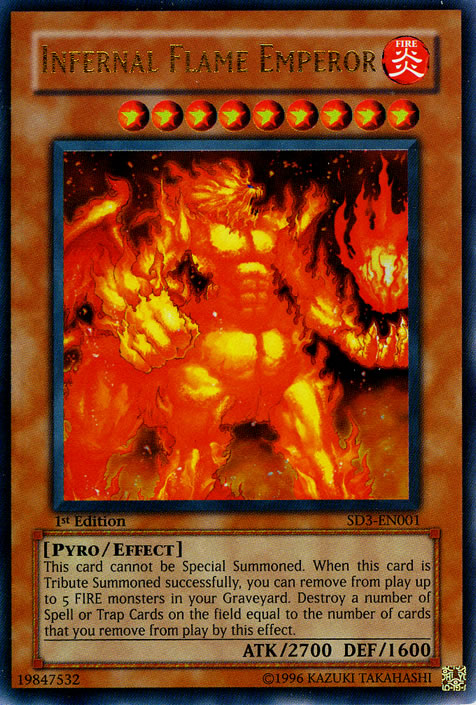 INFERNAL FLAME EMPEROR
FIRE
炎
1st Edition
SD3-EN001
[PYRO/EFFECT]
This card cannot be Special Summoned. When this card is
Tribute Summoned successfully, you can remove from play up
to 5 FIRE monsters in your Graveyard. Destroy a number of
Spell or Trap Cards on the field equal to the number of cards
that you remove from play by this effect.
ATK/2700 DEF/1600
19847532
©1996 KAZUKI TAKAHASHI